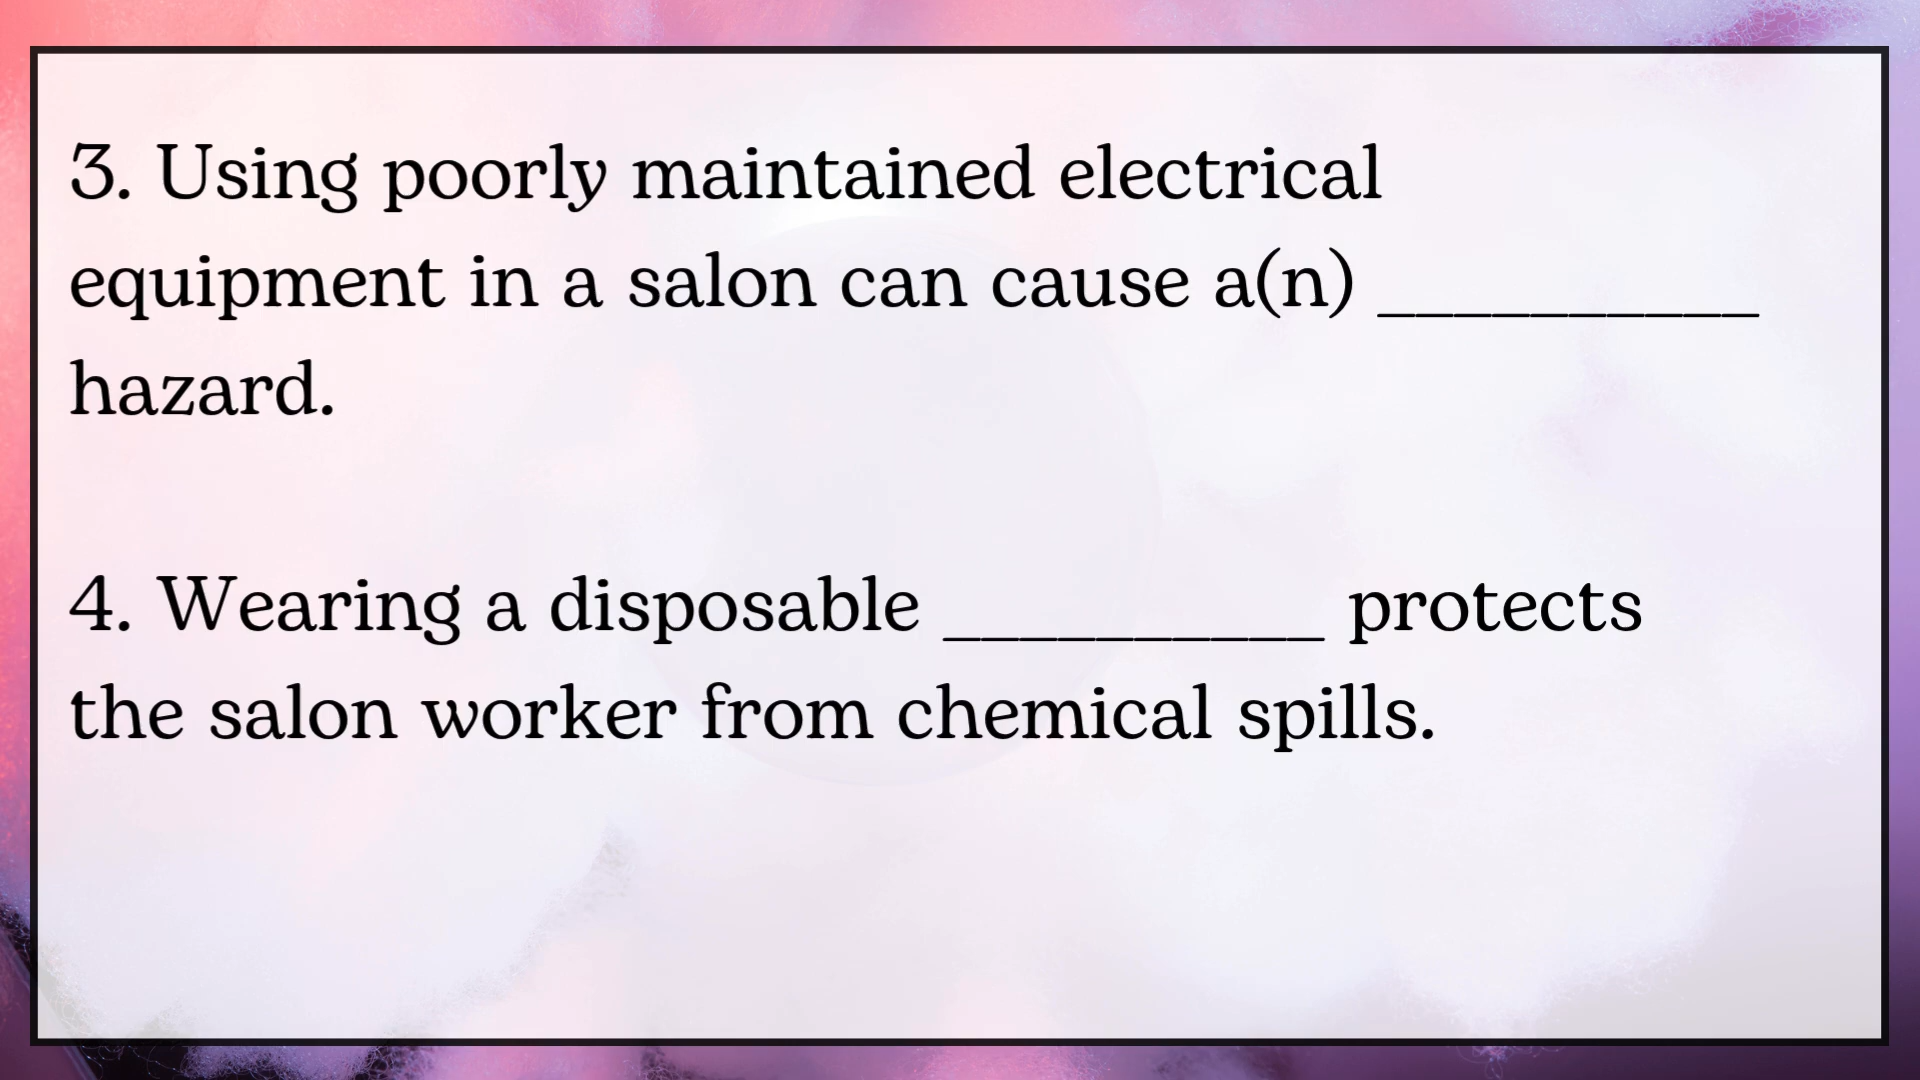 3. Using poorly maintained electrical
equipment in a salon can cause a(n) __________
hazard.
4. Wearing a disposable __________ protects
the salon worker from chemical spills.